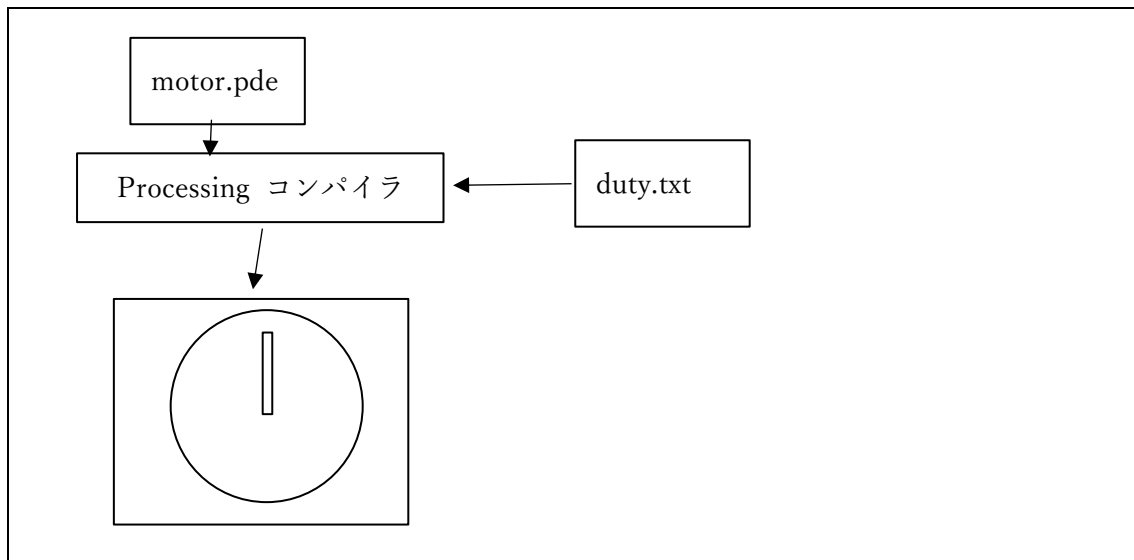 motor.pde
Processing コンパイラ
duty.txt